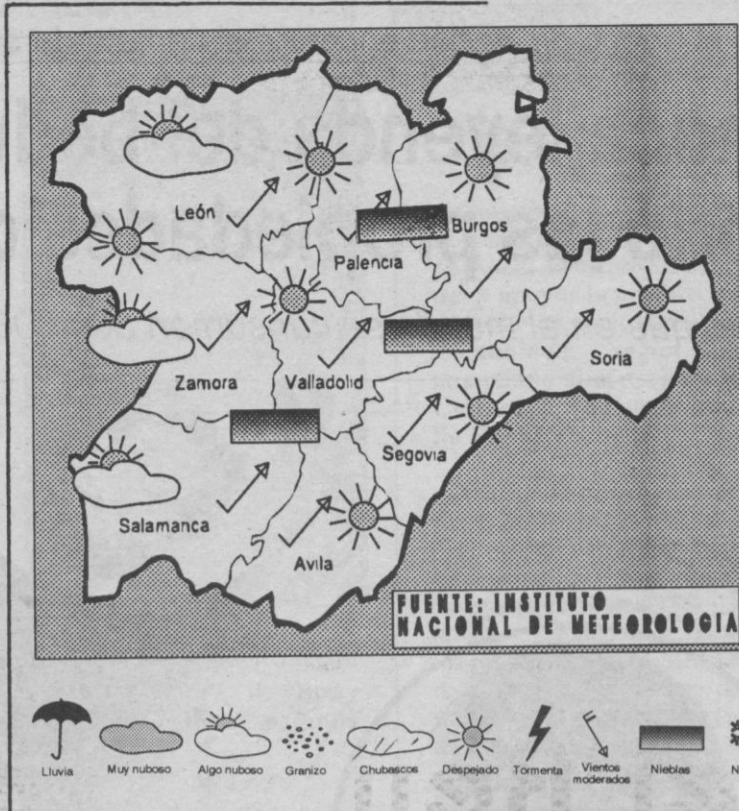 León
Burgos
Palencia
Soria
Zamora
Valladolid
Segovia
Salamanca
Avila
FUENTE: INSTITUTO
NACIONAL DE METEOROLOGIA
Lluvia
Muy nuboso
Algo nuboso
Granizo
Chubascos
Despejado
Tormenta
Vientos
moderados
Nieblas